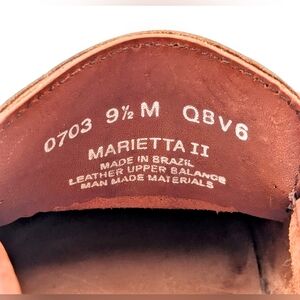 0703 9½ M QBV6
MARIETTA II
MADE IN BRAZIL
LEATHER UPPER BALANCE
MAN MADE MATERIALS